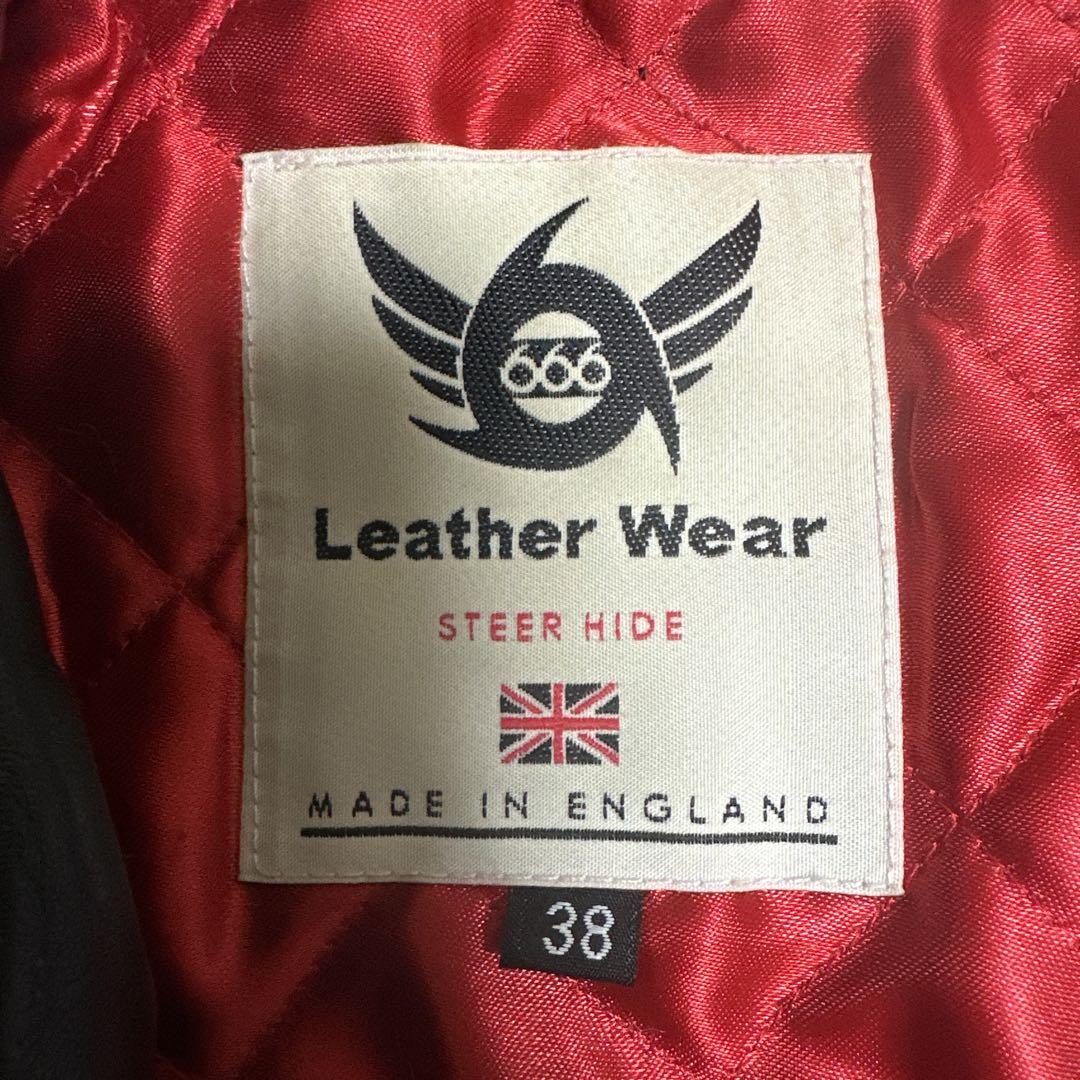 666
Leather Wear
STEER HIDE
MADE IN ENGLAND
38